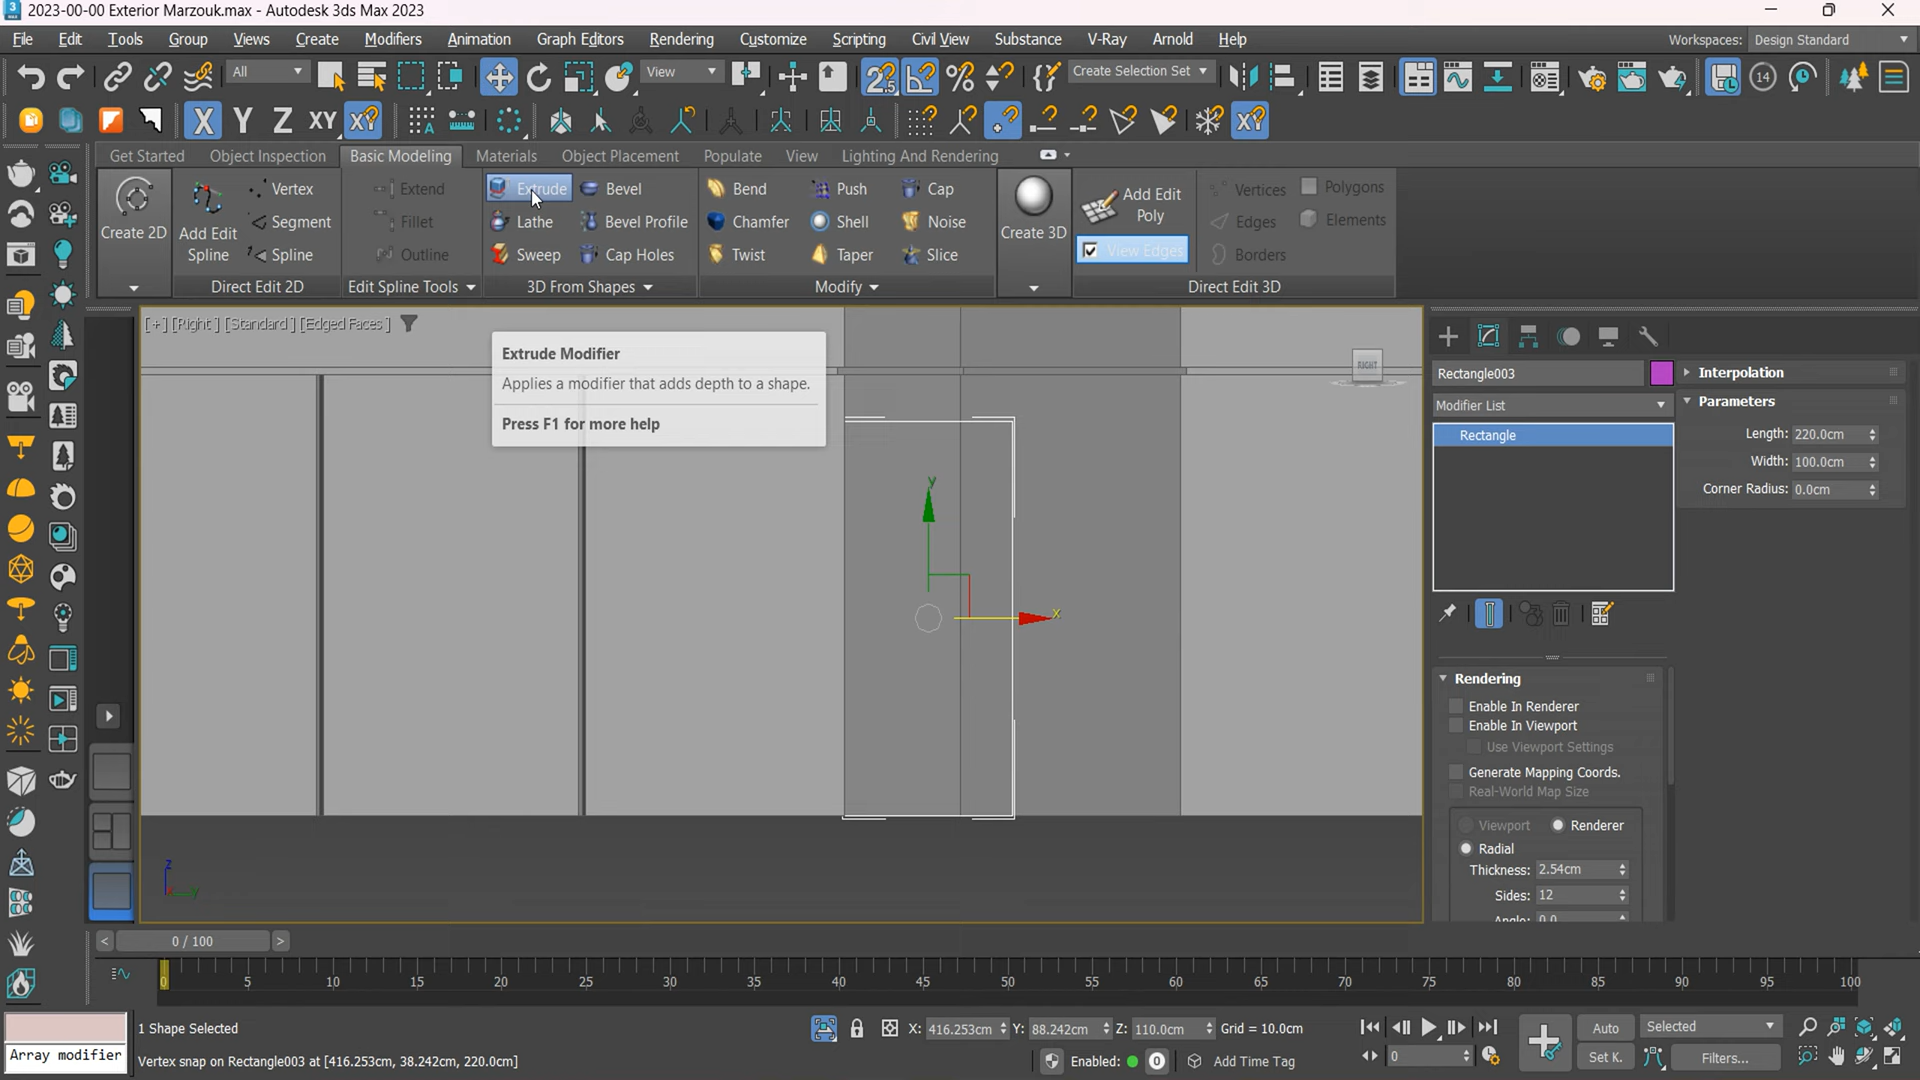 2023-00-00 Exterior Marzouk.max - Autodesk 3ds Max 2023
File Edit Tools Group Views Create Modifiers Animation Graph Editors Rendering Customize Scripting Civil View Substance V-Ray Arnold Help
Workspaces: Design Standard
All
View
Create Selection Set
14
X Y Z XY
Get Started Object Inspection Basic Modeling Materials Object Placement Populate View Lighting And Rendering
Create 2D
Add Edit
Spline
Vertex
Segment
Spline
Direct Edit 2D
Extend
Fillet
Outline
Edit Spline Tools
Extrude Bevel
Lathe Bevel Profile
Sweep Cap Holes
3D From Shapes
Bend Push Cap
Chamfer Shell Noise
Twist Taper Slice
Modify
Create 3D
Add Edit
Poly
View Edges
Vertices Polygons
Edges Elements
Borders
Direct Edit 3D
[+] [Right] [Standard] [Edged Faces]
Extrude Modifier
Applies a modifier that adds depth to a shape.
Press F1 for more help
RIGHT
y
x
z
Rectangle003
Modifier List
Rectangle
Interpolation
Parameters
Length: 220.0cm
Width: 100.0cm
Corner Radius: 0.0cm
Rendering
Enable In Renderer
Enable In Viewport
Use Viewport Settings
Generate Mapping Coords.
Real-World Map Size
Viewport Renderer
Radial
Thickness: 2.54cm
Sides: 12
Angle: 0.0
< 0 / 100 >
0 5 10 15 20 25 30 35 40 45 50 55 60 65 70 75 80 85 90 95 100
1 Shape Selected
Array modifier
Vertex snap on Rectangle003 at [416.253cm, 38.242cm, 220.0cm]
X: 416.253cm Y: 88.242cm Z: 110.0cm Grid = 10.0cm
Enabled: 0 Add Time Tag
0
Auto Selected
Set K. Filters...